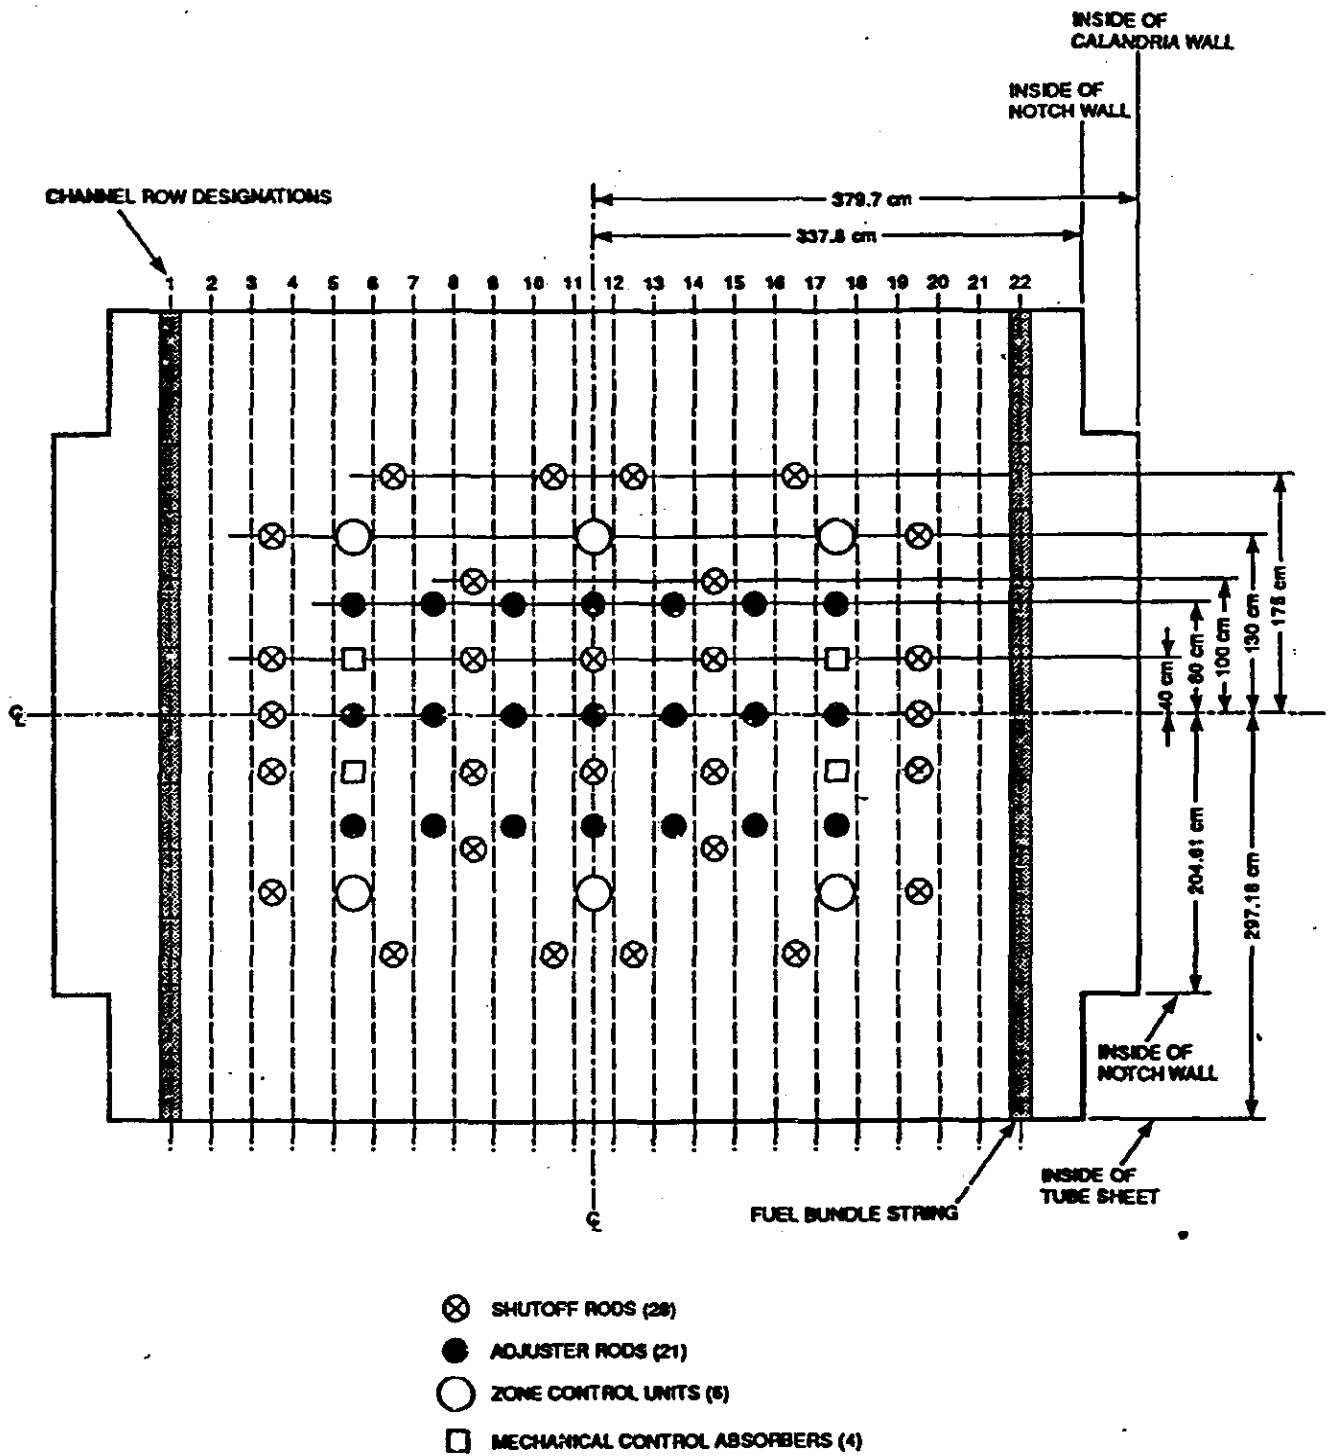 INSIDE OF
CALANDRIA WALL
INSIDE OF
NOTCH WALL
CHANNEL ROW DESIGNATIONS
379.7 cm
337.8 cm
1 2 3 4 5 6 7 8 9 10 11 12 13 14 15 16 17 18 19 20 21 22
40 cm
80 cm
100 cm
130 cm
175 cm
℄
204.61 cm
297.18 cm
INSIDE OF
NOTCH WALL
INSIDE OF
TUBE SHEET
FUEL BUNDLE STRING
℄
SHUTOFF RODS (28)
ADJUSTER RODS (21)
ZONE CONTROL UNITS (6)
MECHANICAL CONTROL ABSORBERS (4)